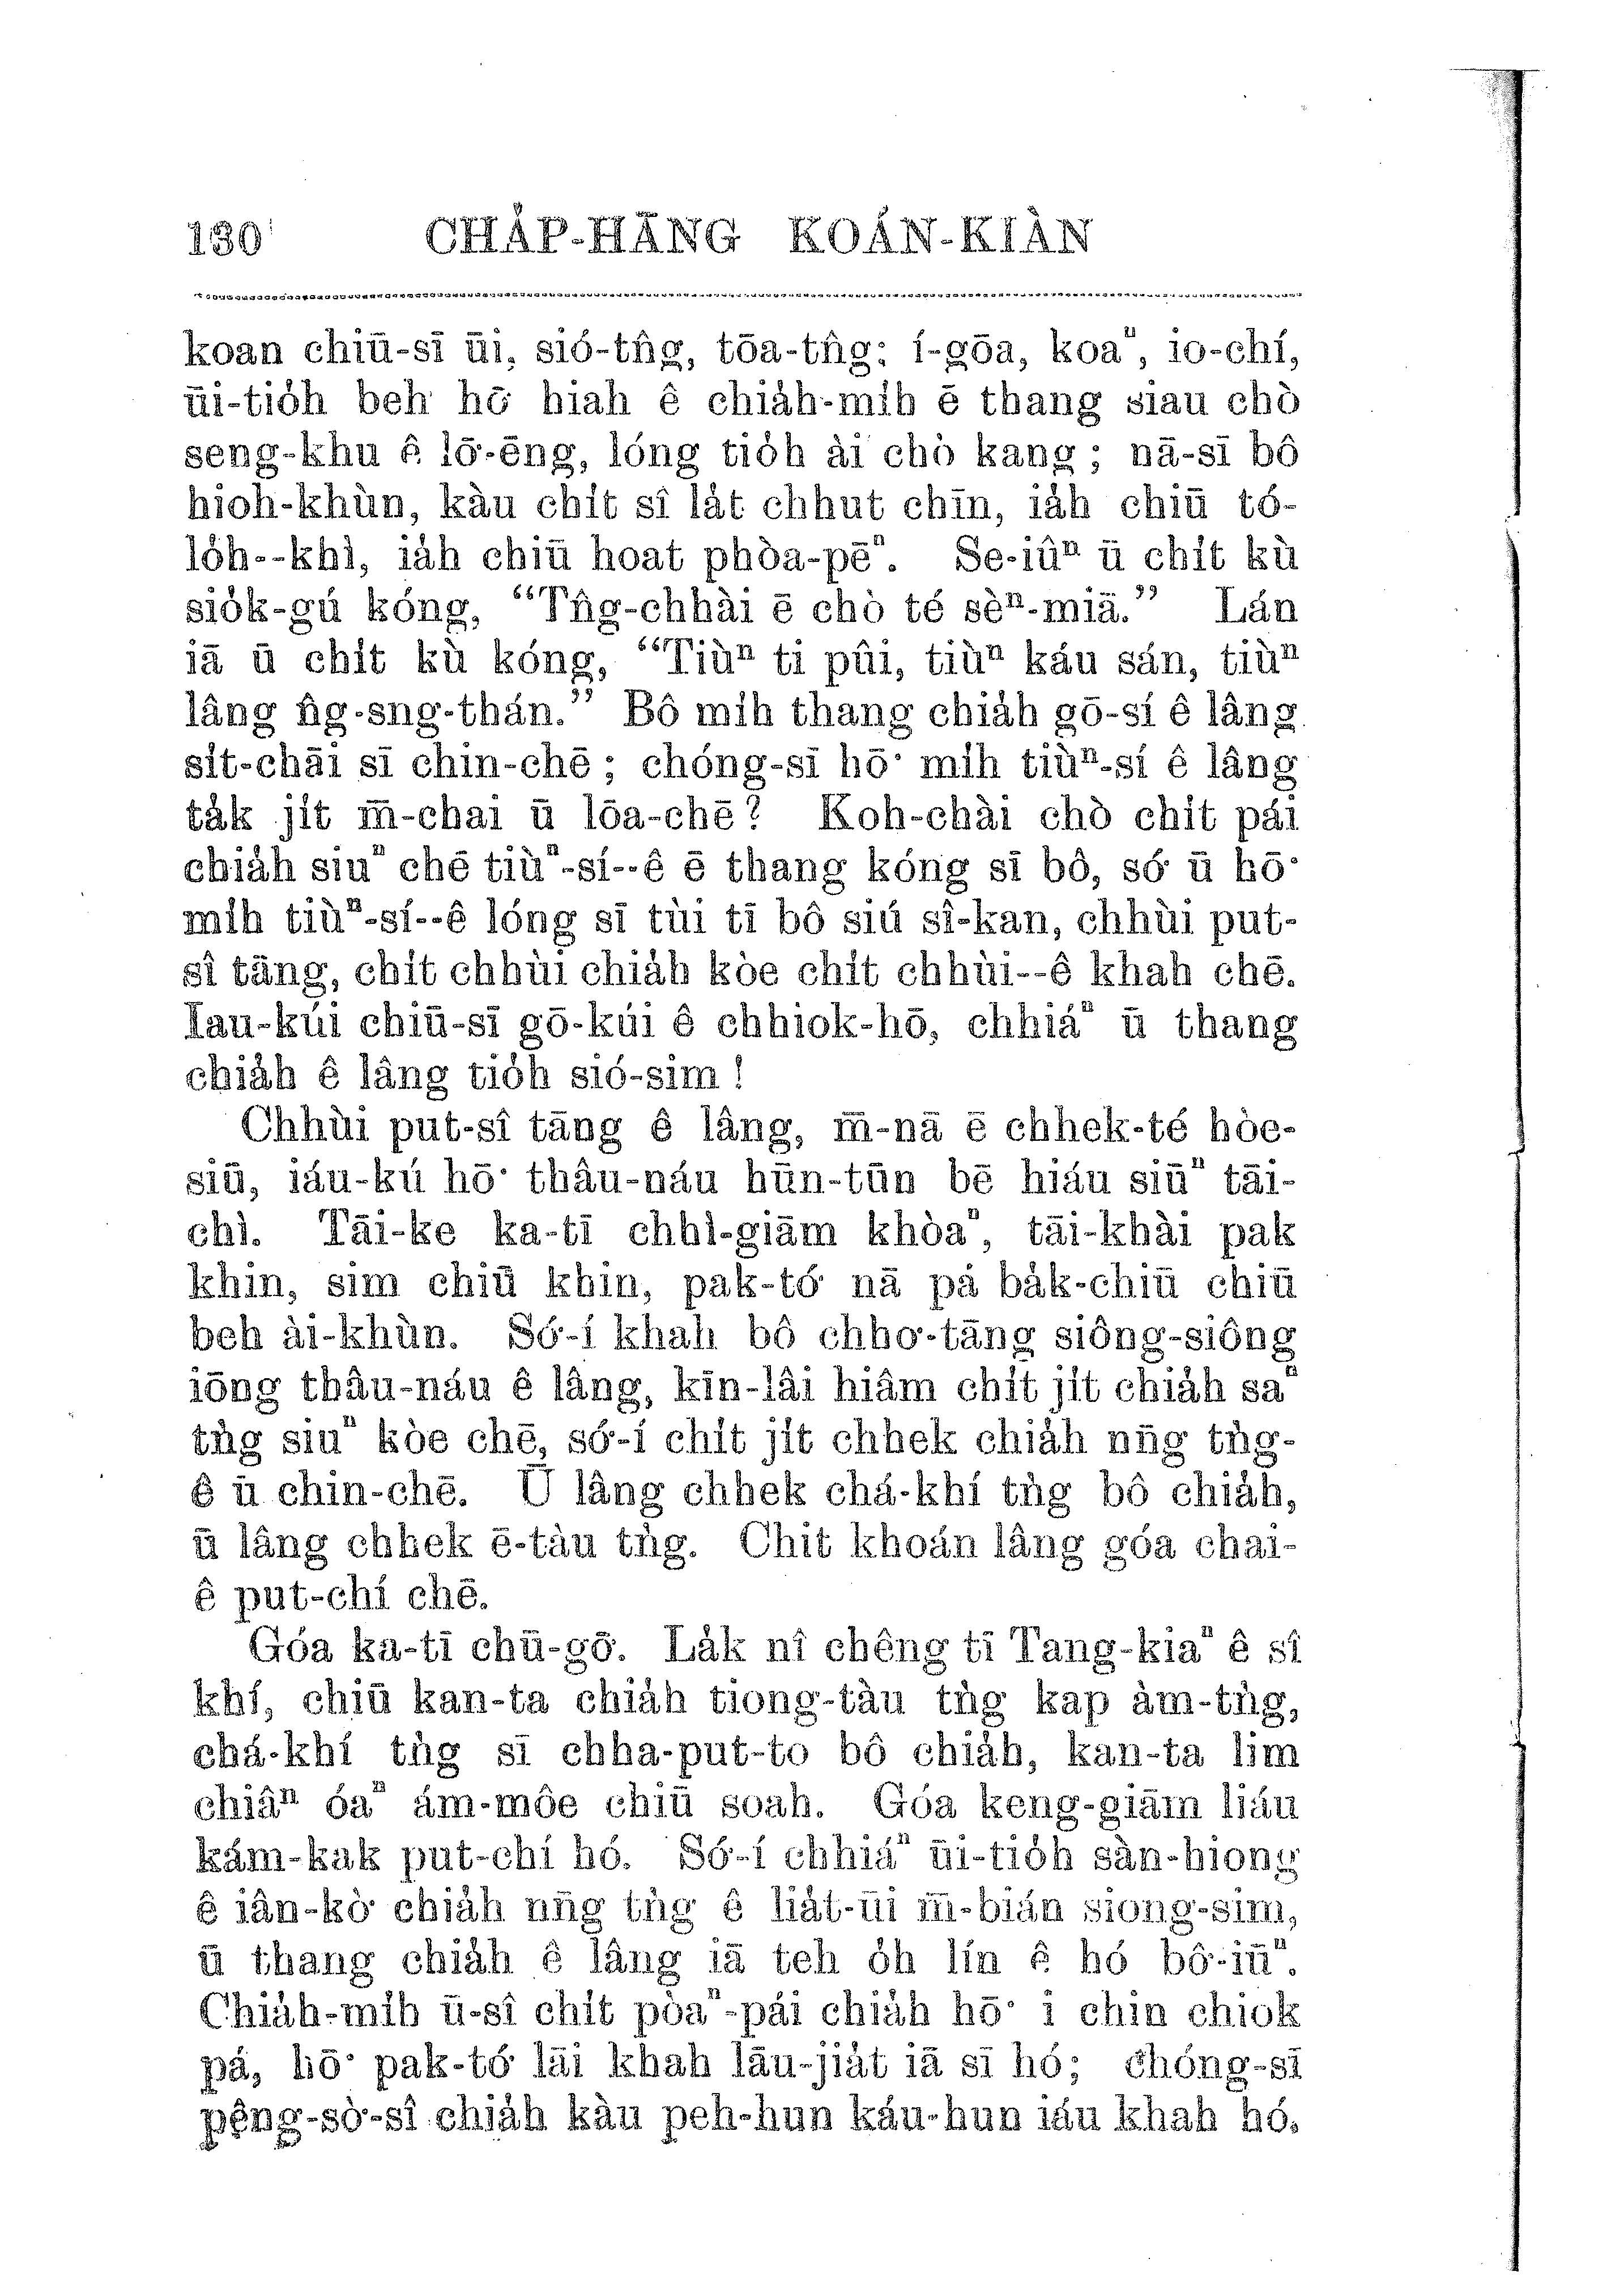 130 CHA̍P-HĀNG KOÁN-KIÀN
koan chiū-sī ūi, sió-tn̂g, tōa-tn̂g; í-gōa, koaⁿ, io-chí,
ūi-tio̍h beh hō͘ hiah ê chia̍h-mi̍h ē thang siau chò
seng-khu ê lō͘-ēng, lóng tio̍h ài chò kang; nā-sī bô
hioh-khùn, kàu chi̍t sî la̍t chhut chīn, ia̍h chiū tó-
lo̍h--khì, ia̍h chiū hoat phòa-pēⁿ. Se-iûⁿ ū chi̍t kù
sio̍k-gú kóng, “Tn̂g-chhài ē chò té sèⁿ-miā.” Lán
iā ū chi̍t kù kóng, “Tiùⁿ ti pûi, tiùⁿ káu sán, tiùⁿ
lâng n̂g-sng-thán.” Bô mi̍h thang chia̍h gō-sí ê lâng
si̍t-chāi sī chin-chē; chóng-sī hō͘ mi̍h tiùⁿ-sí ê lâng
ta̍k ji̍t m̄-chai ū lōa-chē? Koh-chài chò chi̍t pái
chia̍h siuⁿ chē tiùⁿ-sí--ê ē thang kóng sī bô, só͘ ū hō͘
mi̍h tiùⁿ-sí--ê lóng sī tùi tī bô siú sî-kan, chhùi put-
sî tāng, chi̍t chhùi chia̍h kòe chi̍t chhùi--ê khah chē.
Iau-kúi chiū-sī gō-kúi ê chhiok-hō, chhiáⁿ ū thang
chia̍h ê lâng tio̍h sió-sim!
Chhùi put-sî tāng ê lâng, m̄-nā ē chhek-té hòe-
siū, iáu-kú hō͘ thâu-náu hūn-tūn bē hiáu siūⁿ tāi-
chì. Tāi-ke ka-tī chhì-giām khòaⁿ, tāi-khài pak
khin, sim chiū khin, pak-tó͘ nā pá ba̍k-chiu chiū
beh ài-khùn. Só͘-í khah bô chho͘-tāng siông-siông
iōng thâu-náu ê lâng, kīn-lâi hiâm chi̍t ji̍t chia̍h saⁿ
tǹg siuⁿ kòe chē, só͘-í chi̍t ji̍t chhek chia̍h nn̄g tǹg-
ê ū chin-chē. Ū lâng chhek chá-khí tǹg bô chia̍h,
ū lâng chhek ē-tàu tǹg. Chit khoán lâng góa chai-
ê put-chí chē.
Góa ka-tī chū-gō͘. La̍k nî chêng tī Tang-kiaⁿ ê sî
khí, chiū kan-ta chia̍h tiong-tàu tǹg kap àm-tǹg,
chá-khí tǹg sī chha-put-to bô chia̍h, kan-ta lim
chiâⁿ óaⁿ ám-môe chiū soah. Góa keng-giām liáu
kám-kak put-chí hó. Só͘-í chhiáⁿ ūi-tio̍h sàn-hiong
ê iân-kò͘ chia̍h nn̄g tǹg ê lia̍t-ūi m̄-bián siong-sim,
ū thang chia̍h ê lâng iā teh o̍h lín ê hó bô͘-iūⁿ.
Chia̍h-mi̍h ū-sî chi̍t pòaⁿ-pái chia̍h hō͘ i chin chiok
pá, hō͘ pak-tó͘ lāi khah lāu-jia̍t iā sī hó; chóng-sī
pêng-sò͘-sî chia̍h kàu peh-hun káu-hun iáu khah hó.